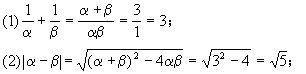 (1) 1/α + 1/β = (α+β)/(αβ) = 3/1 = 3;
(2) |α−β| = √((α+β)²−4αβ) = √(3²−4) = √5;